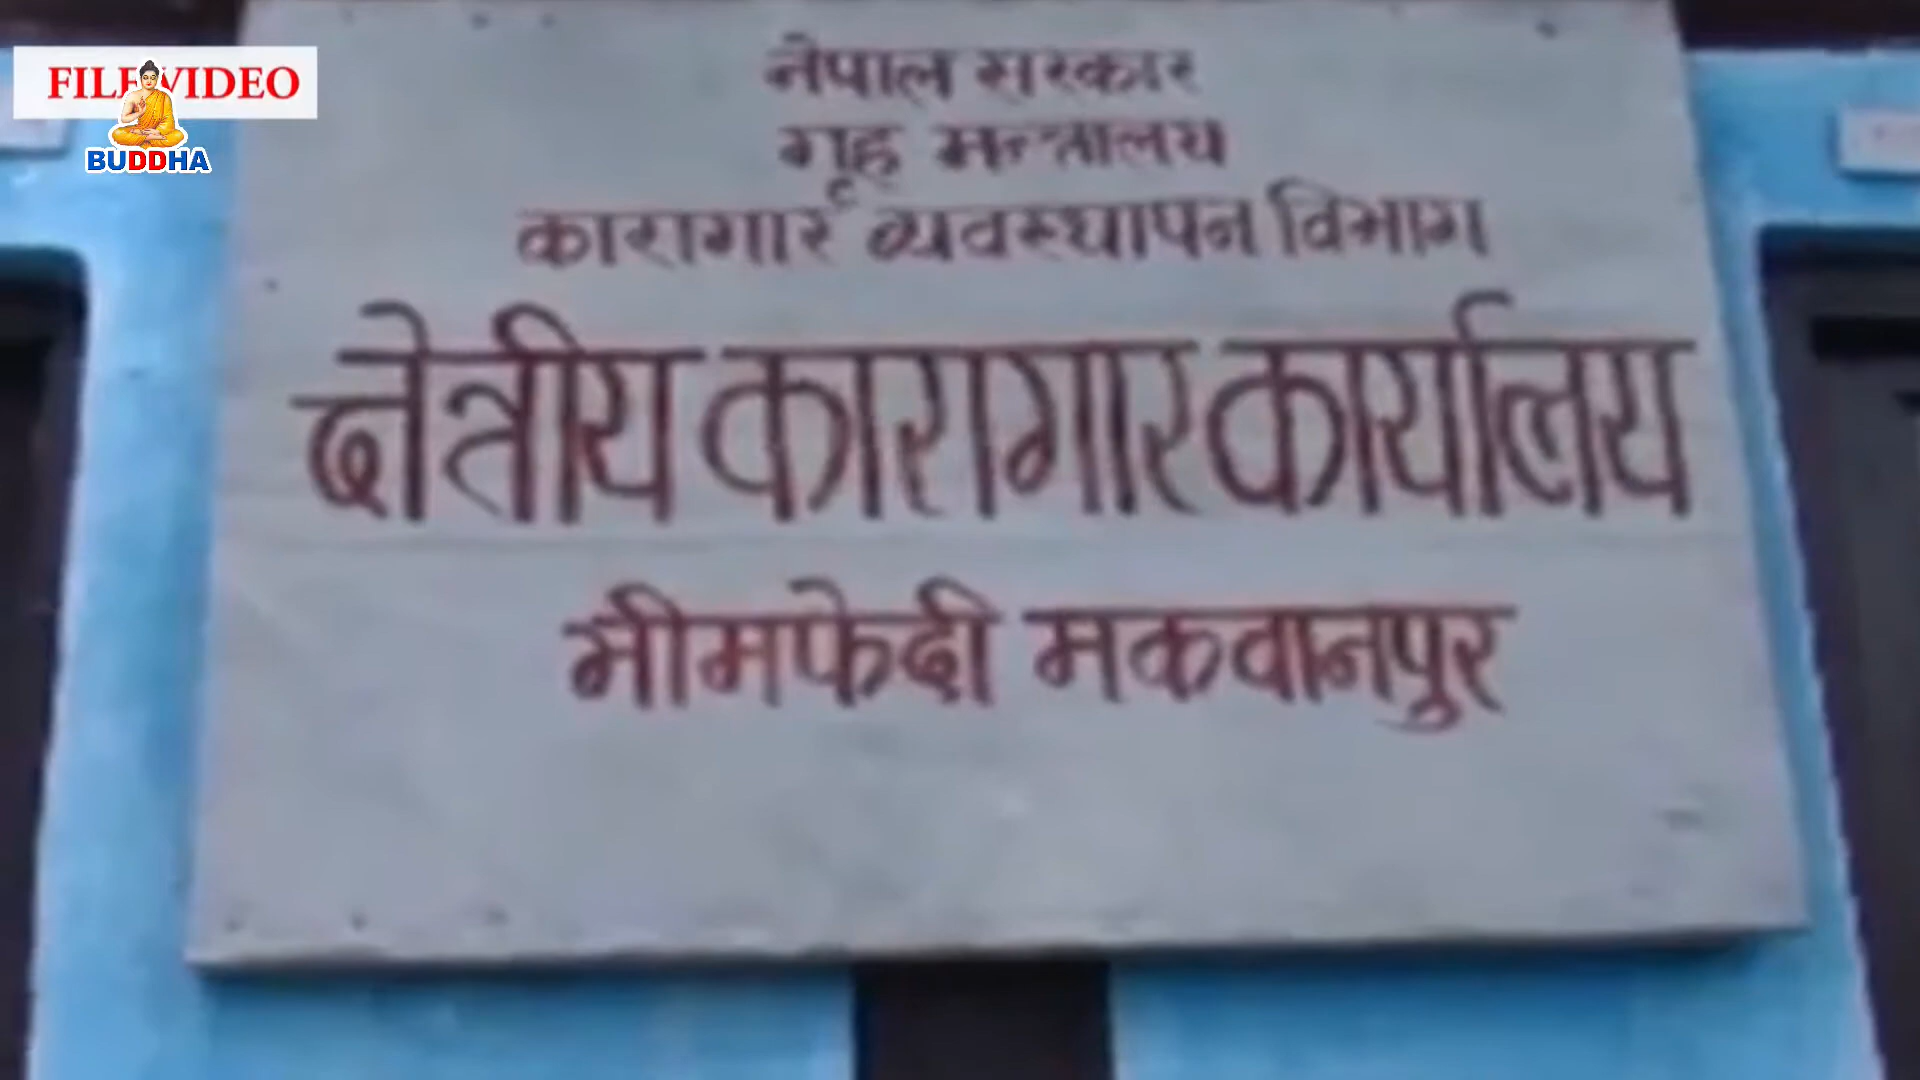 FILE VIDEO
BUDDHA
नेपाल सरकार
गृह मन्त्रालय
कारागार व्यवस्थापन विभाग
क्षेत्रीय कारागार कार्यालय
भीमफेदी मकवानपुर